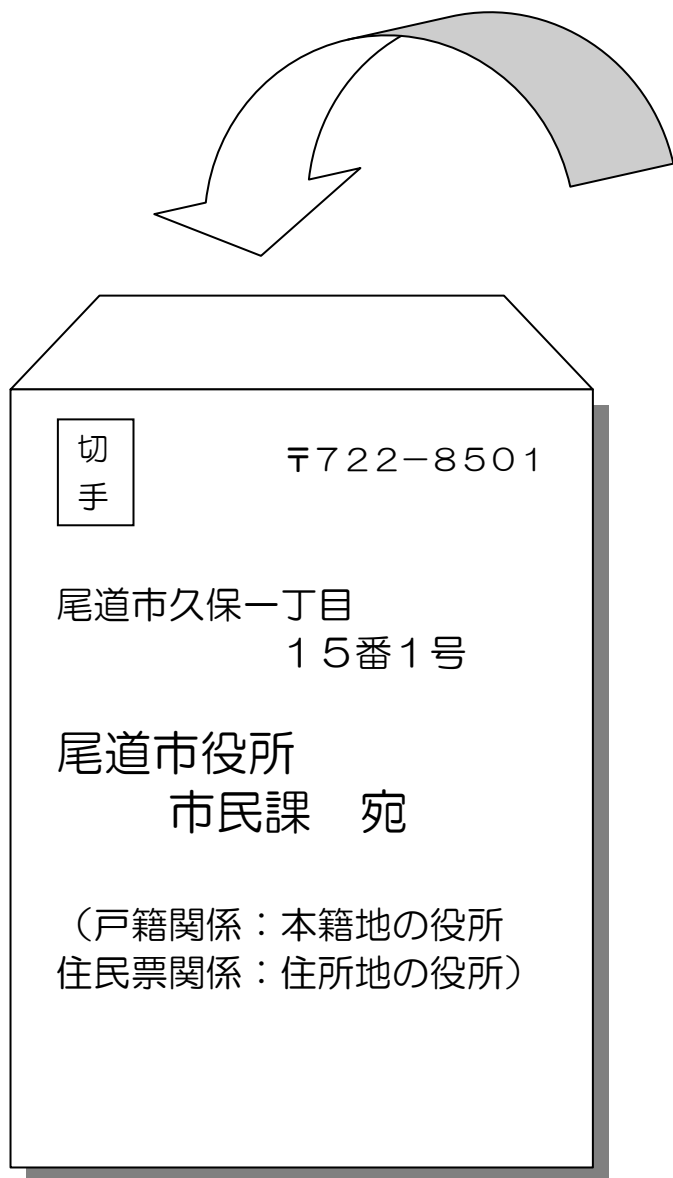 切
手
〒７２２－８５０１
尾道市久保一丁目
１５番１号
尾道市役所
市民課　宛
（戸籍関係：本籍地の役所
住民票関係：住所地の役所）